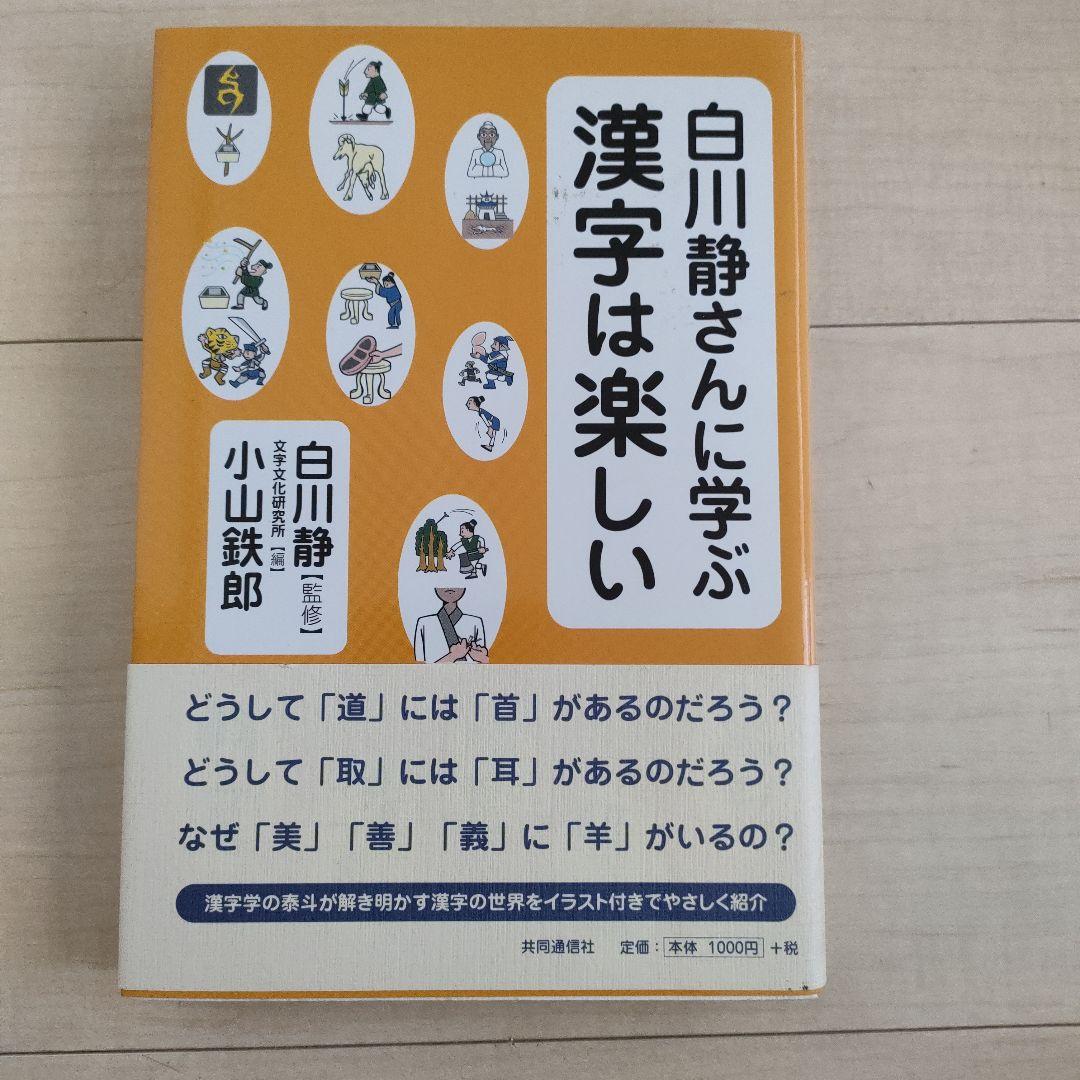 白川静さんに学ぶ
漢字は楽しい
白川静【監修】
文字文化研究所【編】
小山鉄郎
どうして「道」には「首」があるのだろう？
どうして「取」には「耳」があるのだろう？
なぜ「美」「善」「義」に「羊」がいるの？
漢字学の泰斗が解き明かす漢字の世界をイラスト付きでやさしく紹介
共同通信社 定価：本体 1000円＋税